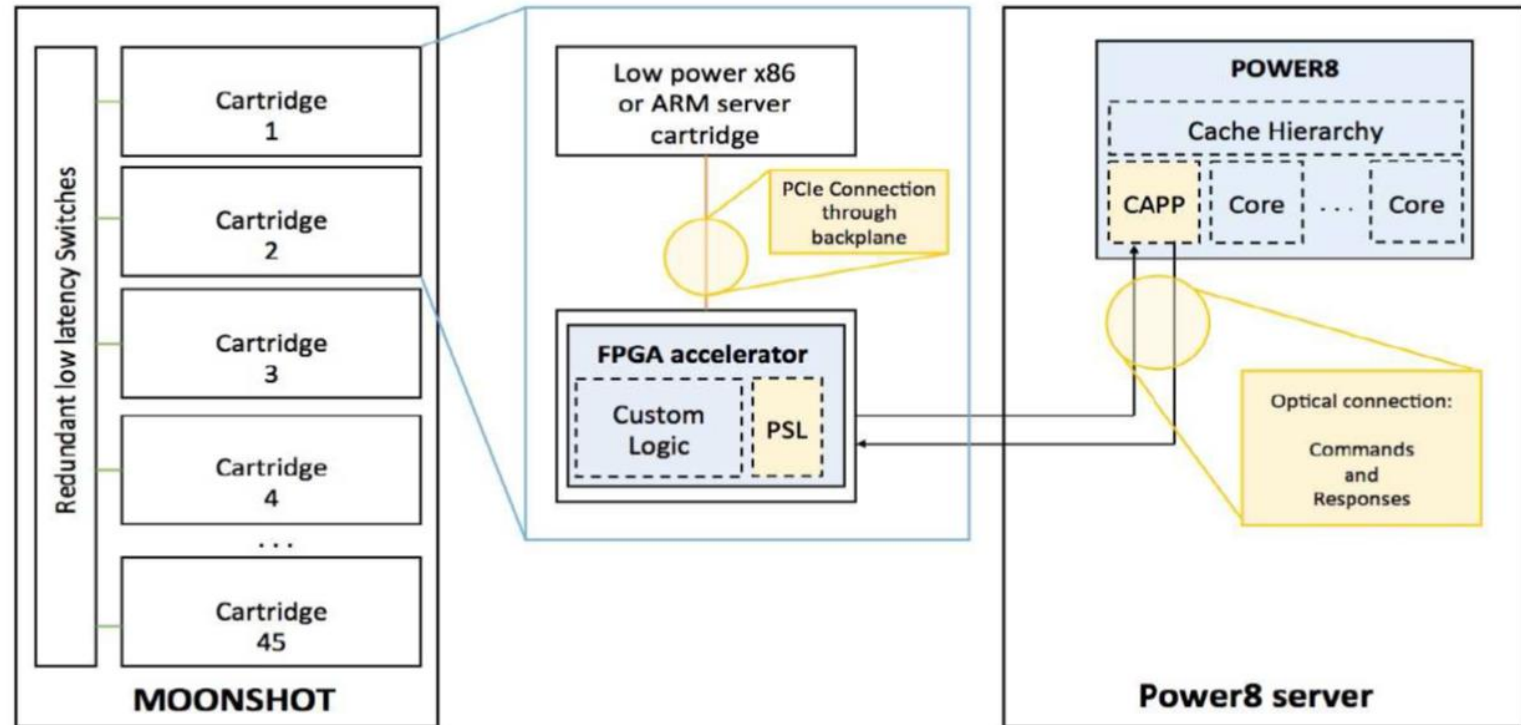 Redundant low latency Switches
Cartridge
1
Cartridge
2
Cartridge
3
Cartridge
4
...
Cartridge
45
MOONSHOT
Low power x86
or ARM server
cartridge
PCIe Connection
through
backplane
FPGA accelerator
Custom
Logic
PSL
POWER8
Cache Hierarchy
CAPP
Core
...
Core
Optical connection:
Commands
and
Responses
Power8 server